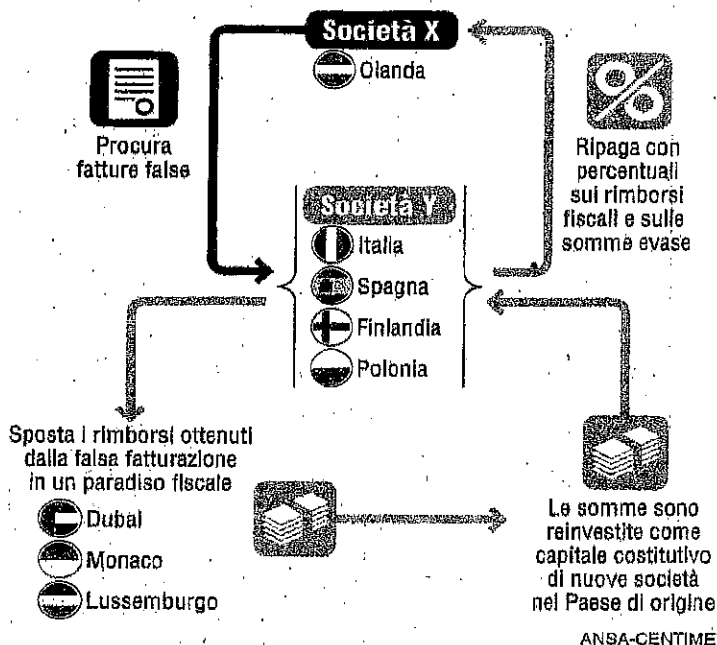 Società X
Olanda
Procura
fatture false
Ripaga con
percentuali
sui rimborsi
fiscali e sulle
somme evase
Società Y
Italia
Spagna
Finlandia
Polonia
Sposta i rimborsi ottenuti
dalla falsa fatturazione
in un paradiso fiscale
Dubai
Monaco
Lussemburgo
Le somme sono
reinvestite come
capitale costitutivo
di nuove società
nel Paese di origine
ANSA-CENTIME